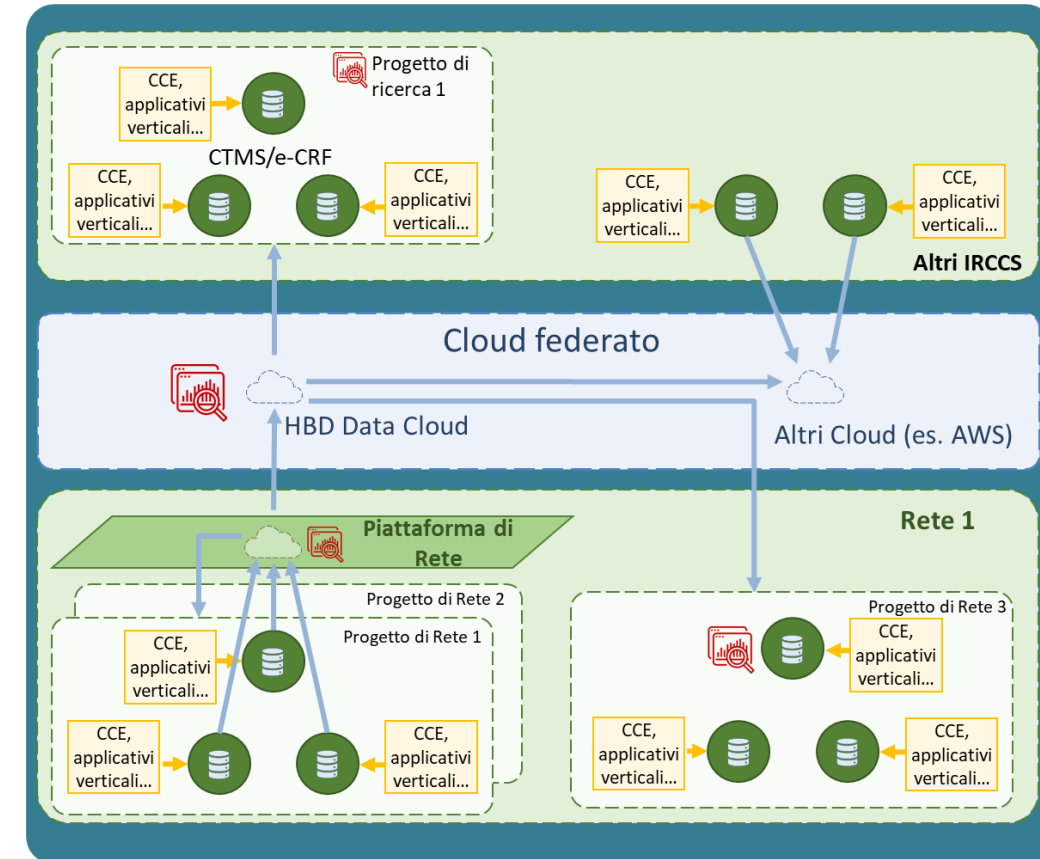 Progetto di
ricerca 1
CCE,
applicativi
verticali...
CTMS/e-CRF
CCE,
applicativi
verticali...
CCE,
applicativi
verticali...
CCE,
applicativi
verticali...
CCE,
applicativi
verticali...
Altri IRCCS
Cloud federato
HBD Data Cloud
Altri Cloud (es. AWS)
Rete 1
Piattaforma di
Rete
Progetto di Rete 2
Progetto di Rete 1
CCE,
applicativi
verticali...
CCE,
applicativi
verticali...
CCE,
applicativi
verticali...
Progetto di Rete 3
CCE,
applicativi
verticali...
CCE,
applicativi
verticali...
CCE,
applicativi
verticali...